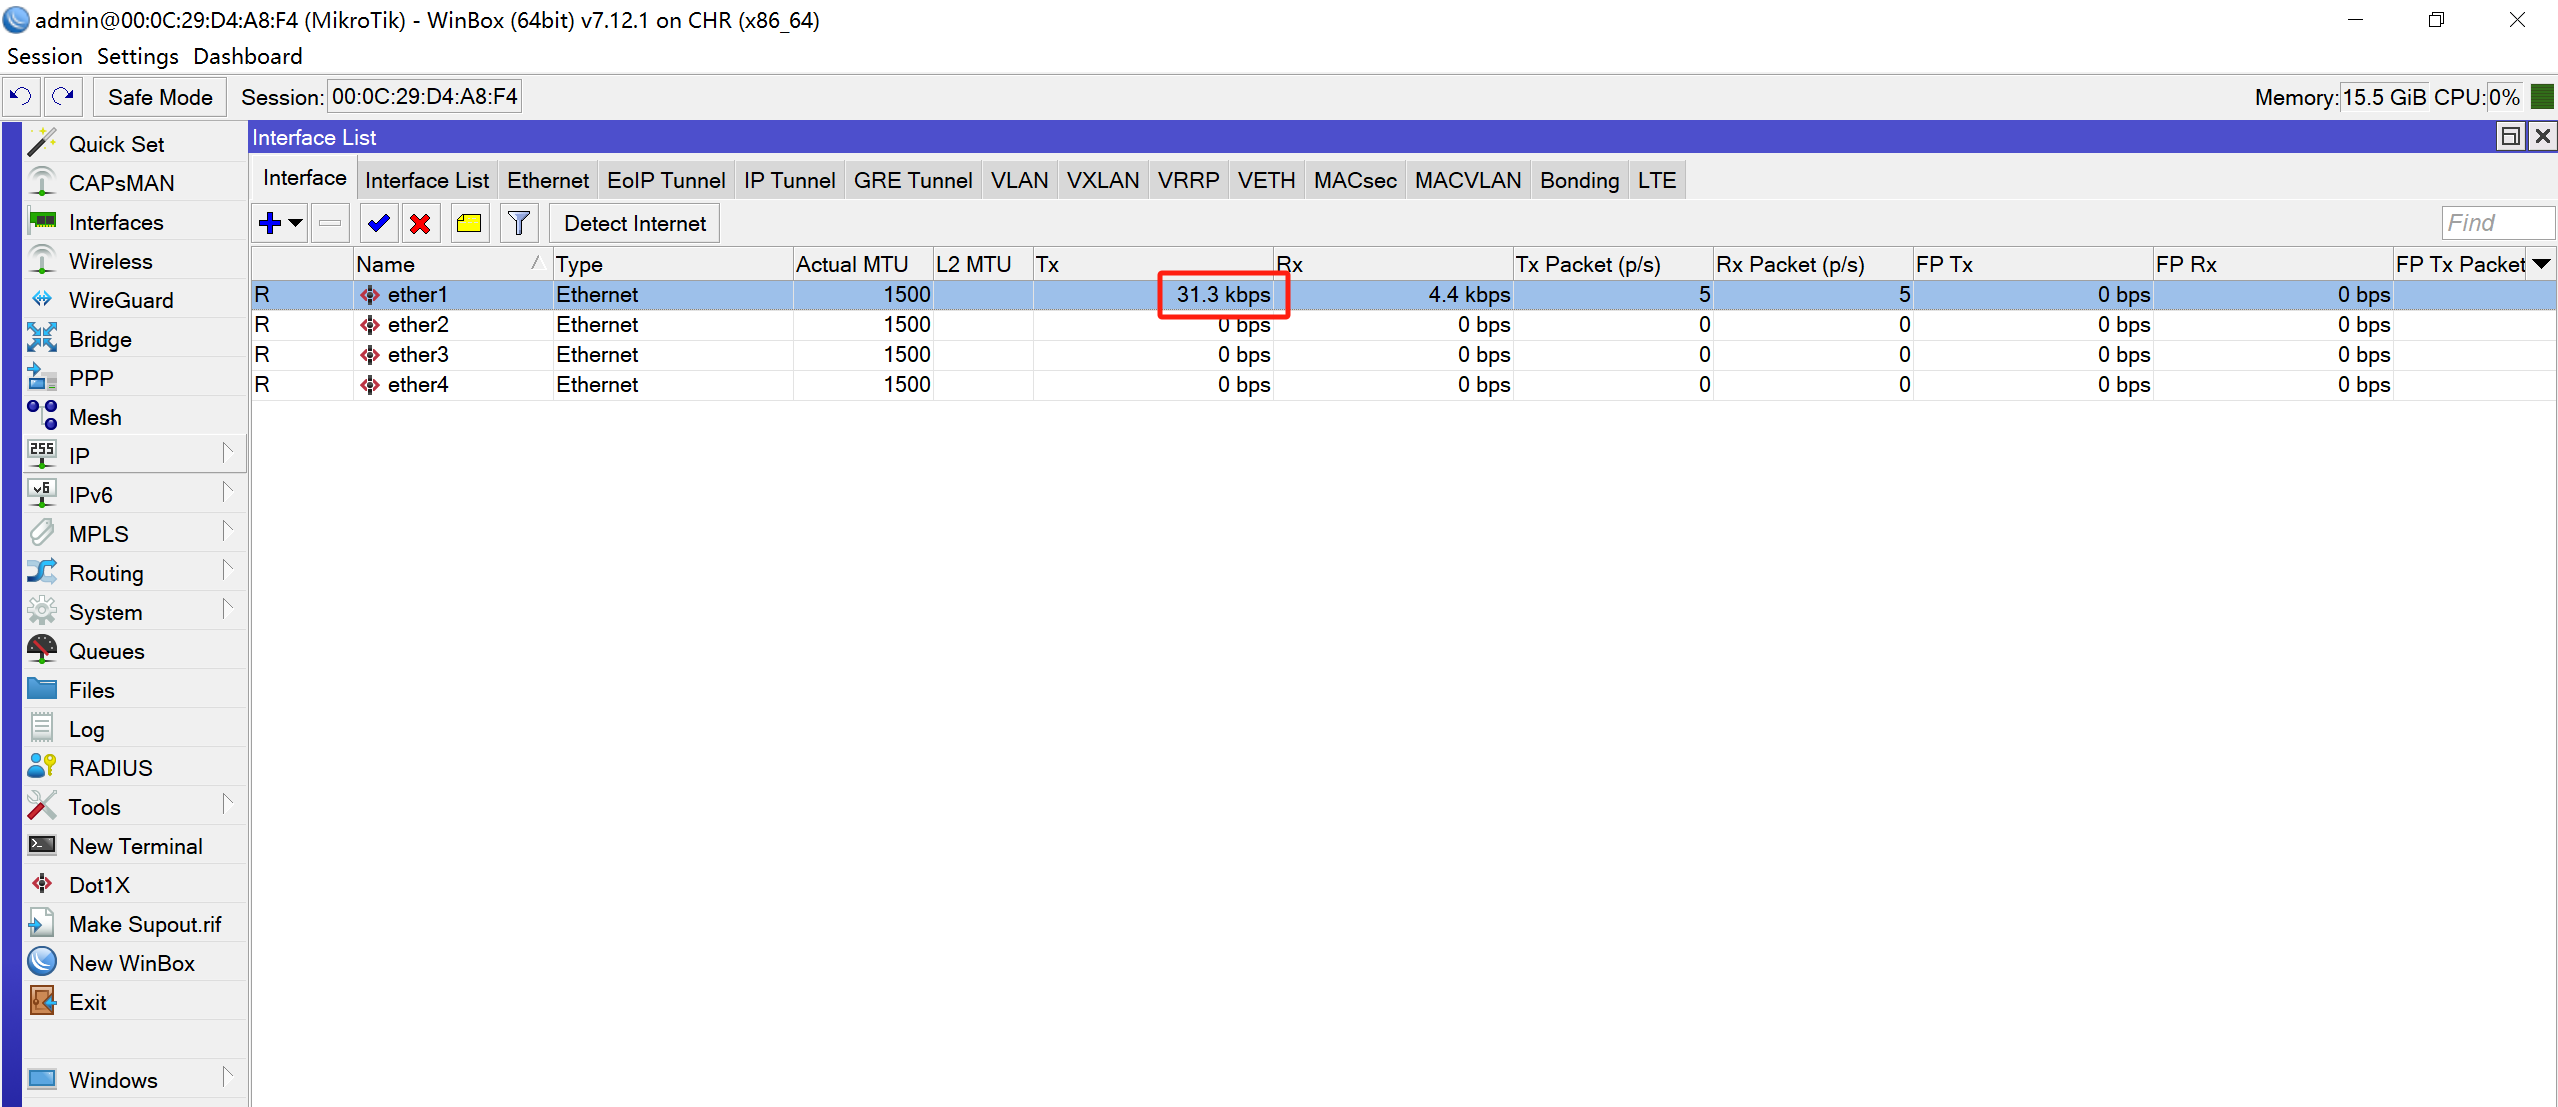 admin@00:0C:29:D4:A8:F4 (MikroTik) - WinBox (64bit) v7.12.1 on CHR (x86_64)
Session Settings Dashboard
Safe Mode Session: 00:0C:29:D4:A8:F4 Memory: 15.5 GiB CPU: 0%
Quick Set
CAPsMAN
Interfaces
Wireless
WireGuard
Bridge
PPP
Mesh
IP
IPv6
MPLS
Routing
System
Queues
Files
Log
RADIUS
Tools
New Terminal
Dot1X
Make Supout.rif
New WinBox
Exit
Windows
Interface List
Interface Interface List Ethernet EoIP Tunnel IP Tunnel GRE Tunnel VLAN VXLAN VRRP VETH MACsec MACVLAN Bonding LTE
Detect Internet Find
Name Type Actual MTU L2 MTU Tx Rx Tx Packet (p/s) Rx Packet (p/s) FP Tx FP Rx FP Tx Packet
R ether1 Ethernet 1500 31.3 kbps 4.4 kbps 5 5 0 bps 0 bps
R ether2 Ethernet 1500 0 bps 0 bps 0 0 0 bps 0 bps
R ether3 Ethernet 1500 0 bps 0 bps 0 0 0 bps 0 bps
R ether4 Ethernet 1500 0 bps 0 bps 0 0 0 bps 0 bps